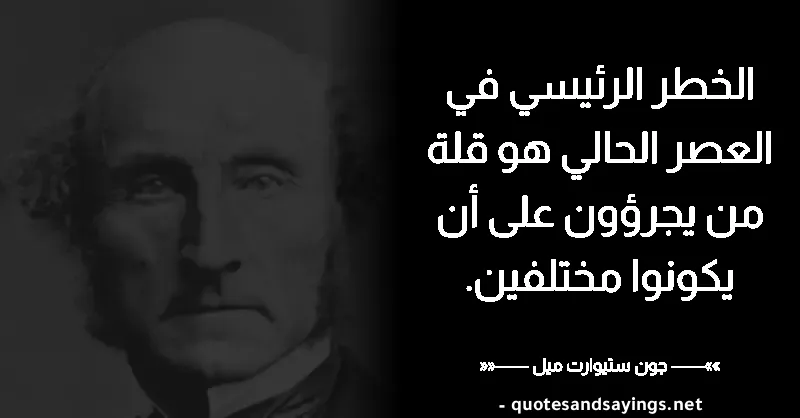 الخطر الرئيسي في
العصر الحالي هو قلة
من يجرؤون على أن
يكونوا مختلفين.
»»—— جون ستيوارت ميل ——««
- quotesandsayings.net